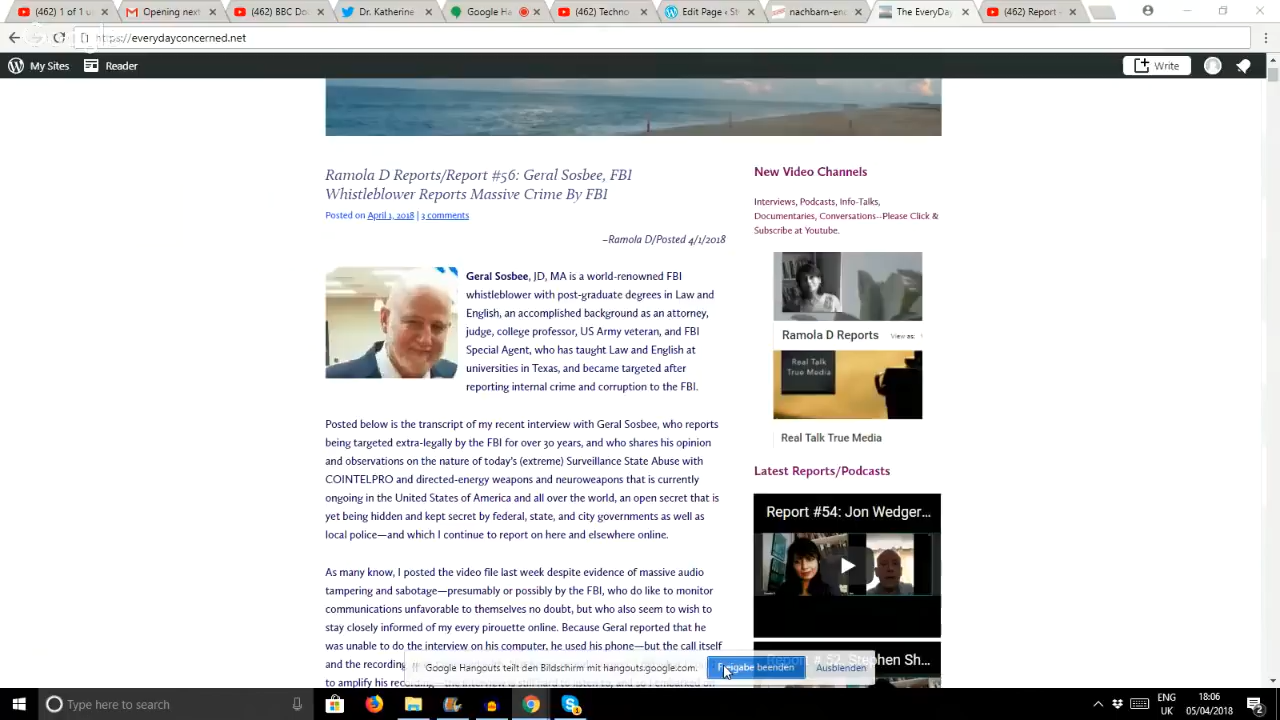 (462) 1 of 1 u
Opening next
(462) BBC Do
Dr. Katherine
Google Ha
(462) Techno
Edit Page ‹ St
nachbarn-enc
The EveryDay
(462) Report -
https://everydayconcerned.net
My Sites
Reader
Write
Ramola D Reports/Report #56: Geral Sosbee, FBI
Whistleblower Reports Massive Crime By FBI
Posted on April 1, 2018 | 3 comments
–Ramola D/Posted 4/1/2018
Geral Sosbee, JD, MA is a world-renowned FBI
whistleblower with post-graduate degrees in Law and
English, an accomplished background as an attorney,
judge, college professor, US Army veteran, and FBI
Special Agent, who has taught Law and English at
universities in Texas, and became targeted after
reporting internal crime and corruption to the FBI.
Posted below is the transcript of my recent interview with Geral Sosbee, who reports
being targeted extra-legally by the FBI for over 30 years, and who shares his opinion
and observations on the nature of today's (extreme) Surveillance State Abuse with
COINTELPRO and directed-energy weapons and neuroweapons that is currently
ongoing in the United States of America and all over the world, an open secret that is
yet being hidden and kept secret by federal, state, and city governments as well as
local police—and which I continue to report on here and elsewhere online.
As many know, I posted the video file last week despite evidence of massive audio
tampering and sabotage—presumably or possibly by the FBI, who do like to monitor
communications unfavorable to themselves no doubt, but who also seem to wish to
stay closely informed of my every pirouette online. Because Geral reported that he
was unable to do the interview on his computer, he used his phone—but the call itself
and the recording
to amplify his recording
New Video Channels
Interviews, Podcasts, Info-Talks,
Documentaries, Conversations--Please Click &
Subscribe at Youtube.
Ramola D Reports
View as:
Real Talk
True Media
Real Talk True Media
Latest Reports/Podcasts
Report #54: Jon Wedger...
Report # 52: Stephen Sh...
Google Hangouts teilt den Bildschirm mit hangouts.google.com.
Freigabe beenden
Ausblenden
Type here to search
ENG
UK
18:06
05/04/2018
2